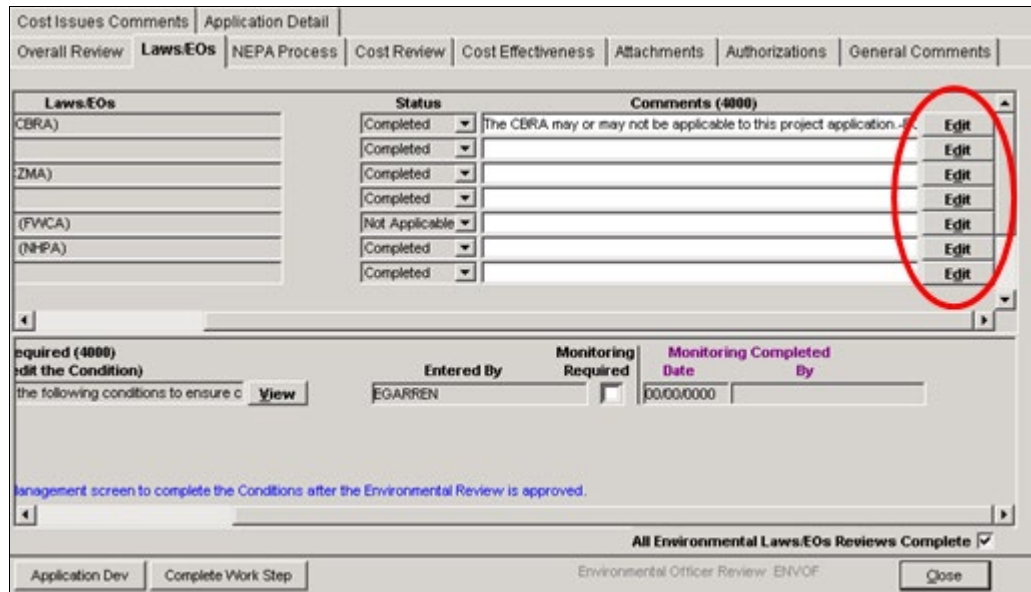 Cost Issues Comments Application Detail
Overall Review Laws/EOs NEPA Process Cost Review Cost Effectiveness Attachments Authorizations General Comments
Laws/EOs Status Comments (4000)
CBRA) Completed The CBRA may or may not be applicable to this project application. Edit
Completed Edit
ZMA) Completed Edit
Completed Edit
(FWCA) Not Applicable Edit
(NHPA) Completed Edit
Completed Edit
equired (4000) Monitoring Monitoring Completed
edit the Condition) Entered By Required Date By
the following conditions to ensure c View EGARREN 00/00/0000
anagement screen to complete the Conditions after the Environmental Review is approved.
All Environmental Laws/EOs Reviews Complete
Application Dev Complete Work Step Environmental Officer Review ENVOF Close